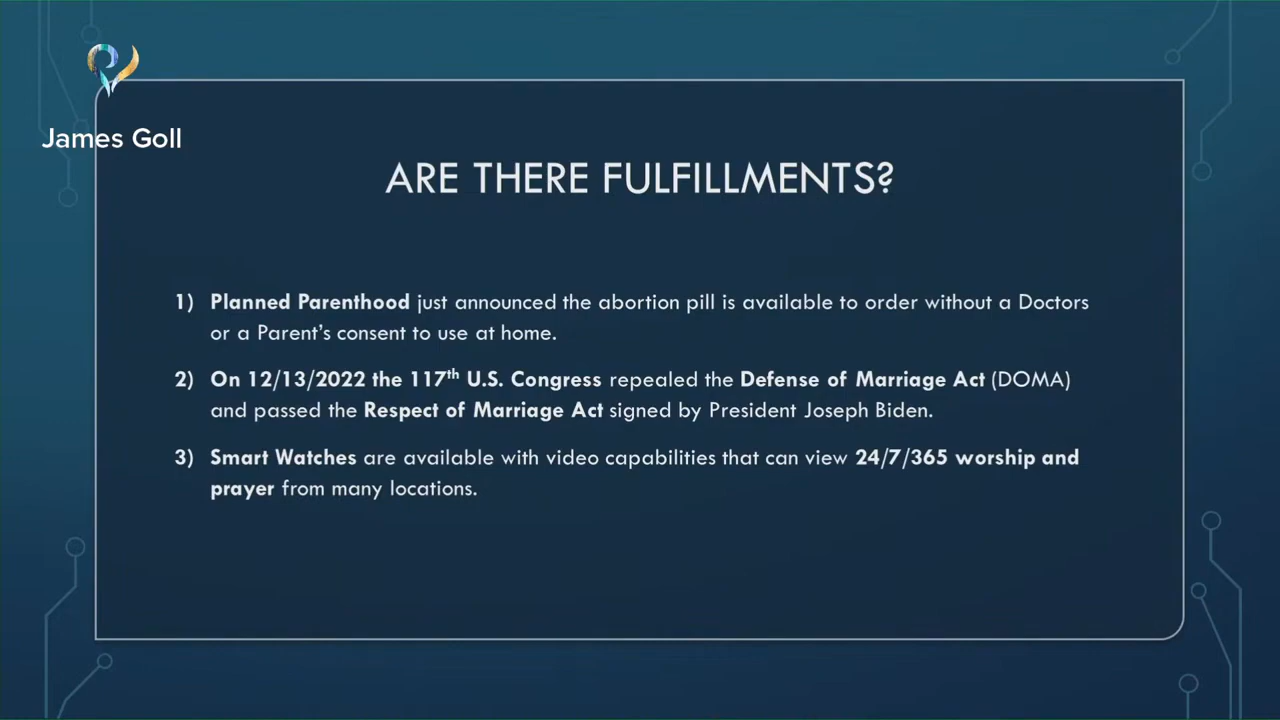 James Goll
ARE THERE FULFILLMENTS?
1) Planned Parenthood just announced the abortion pill is available to order without a Doctors
or a Parent's consent to use at home.
2) On 12/13/2022 the 117th U.S. Congress repealed the Defense of Marriage Act (DOMA)
and passed the Respect of Marriage Act signed by President Joseph Biden.
3) Smart Watches are available with video capabilities that can view 24/7/365 worship and
prayer from many locations.